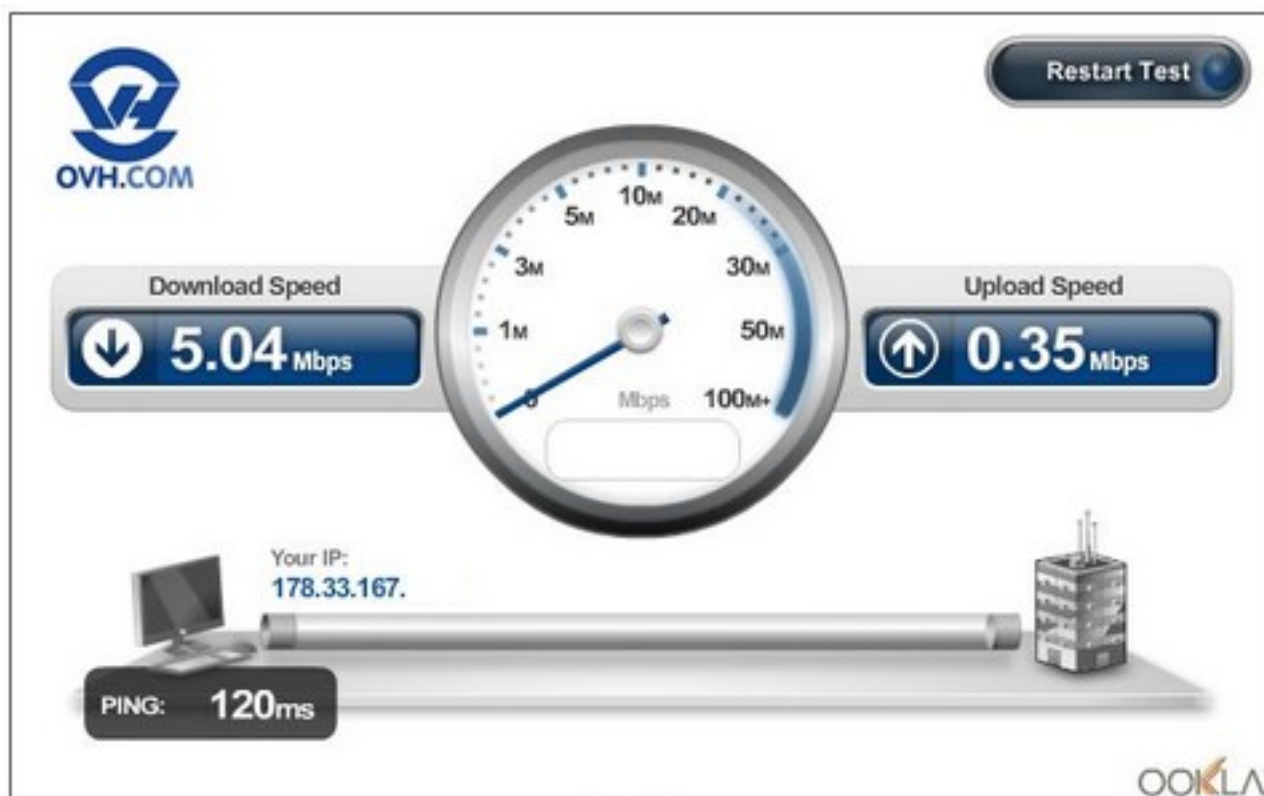 OVH.COM
Restart Test
Download Speed
5.04 Mbps
Upload Speed
0.35 Mbps
0
1M
3M
5M
10M
20M
30M
50M
100M+
Mbps
Your IP:
178.33.167.
PING: 120ms
OOKLA